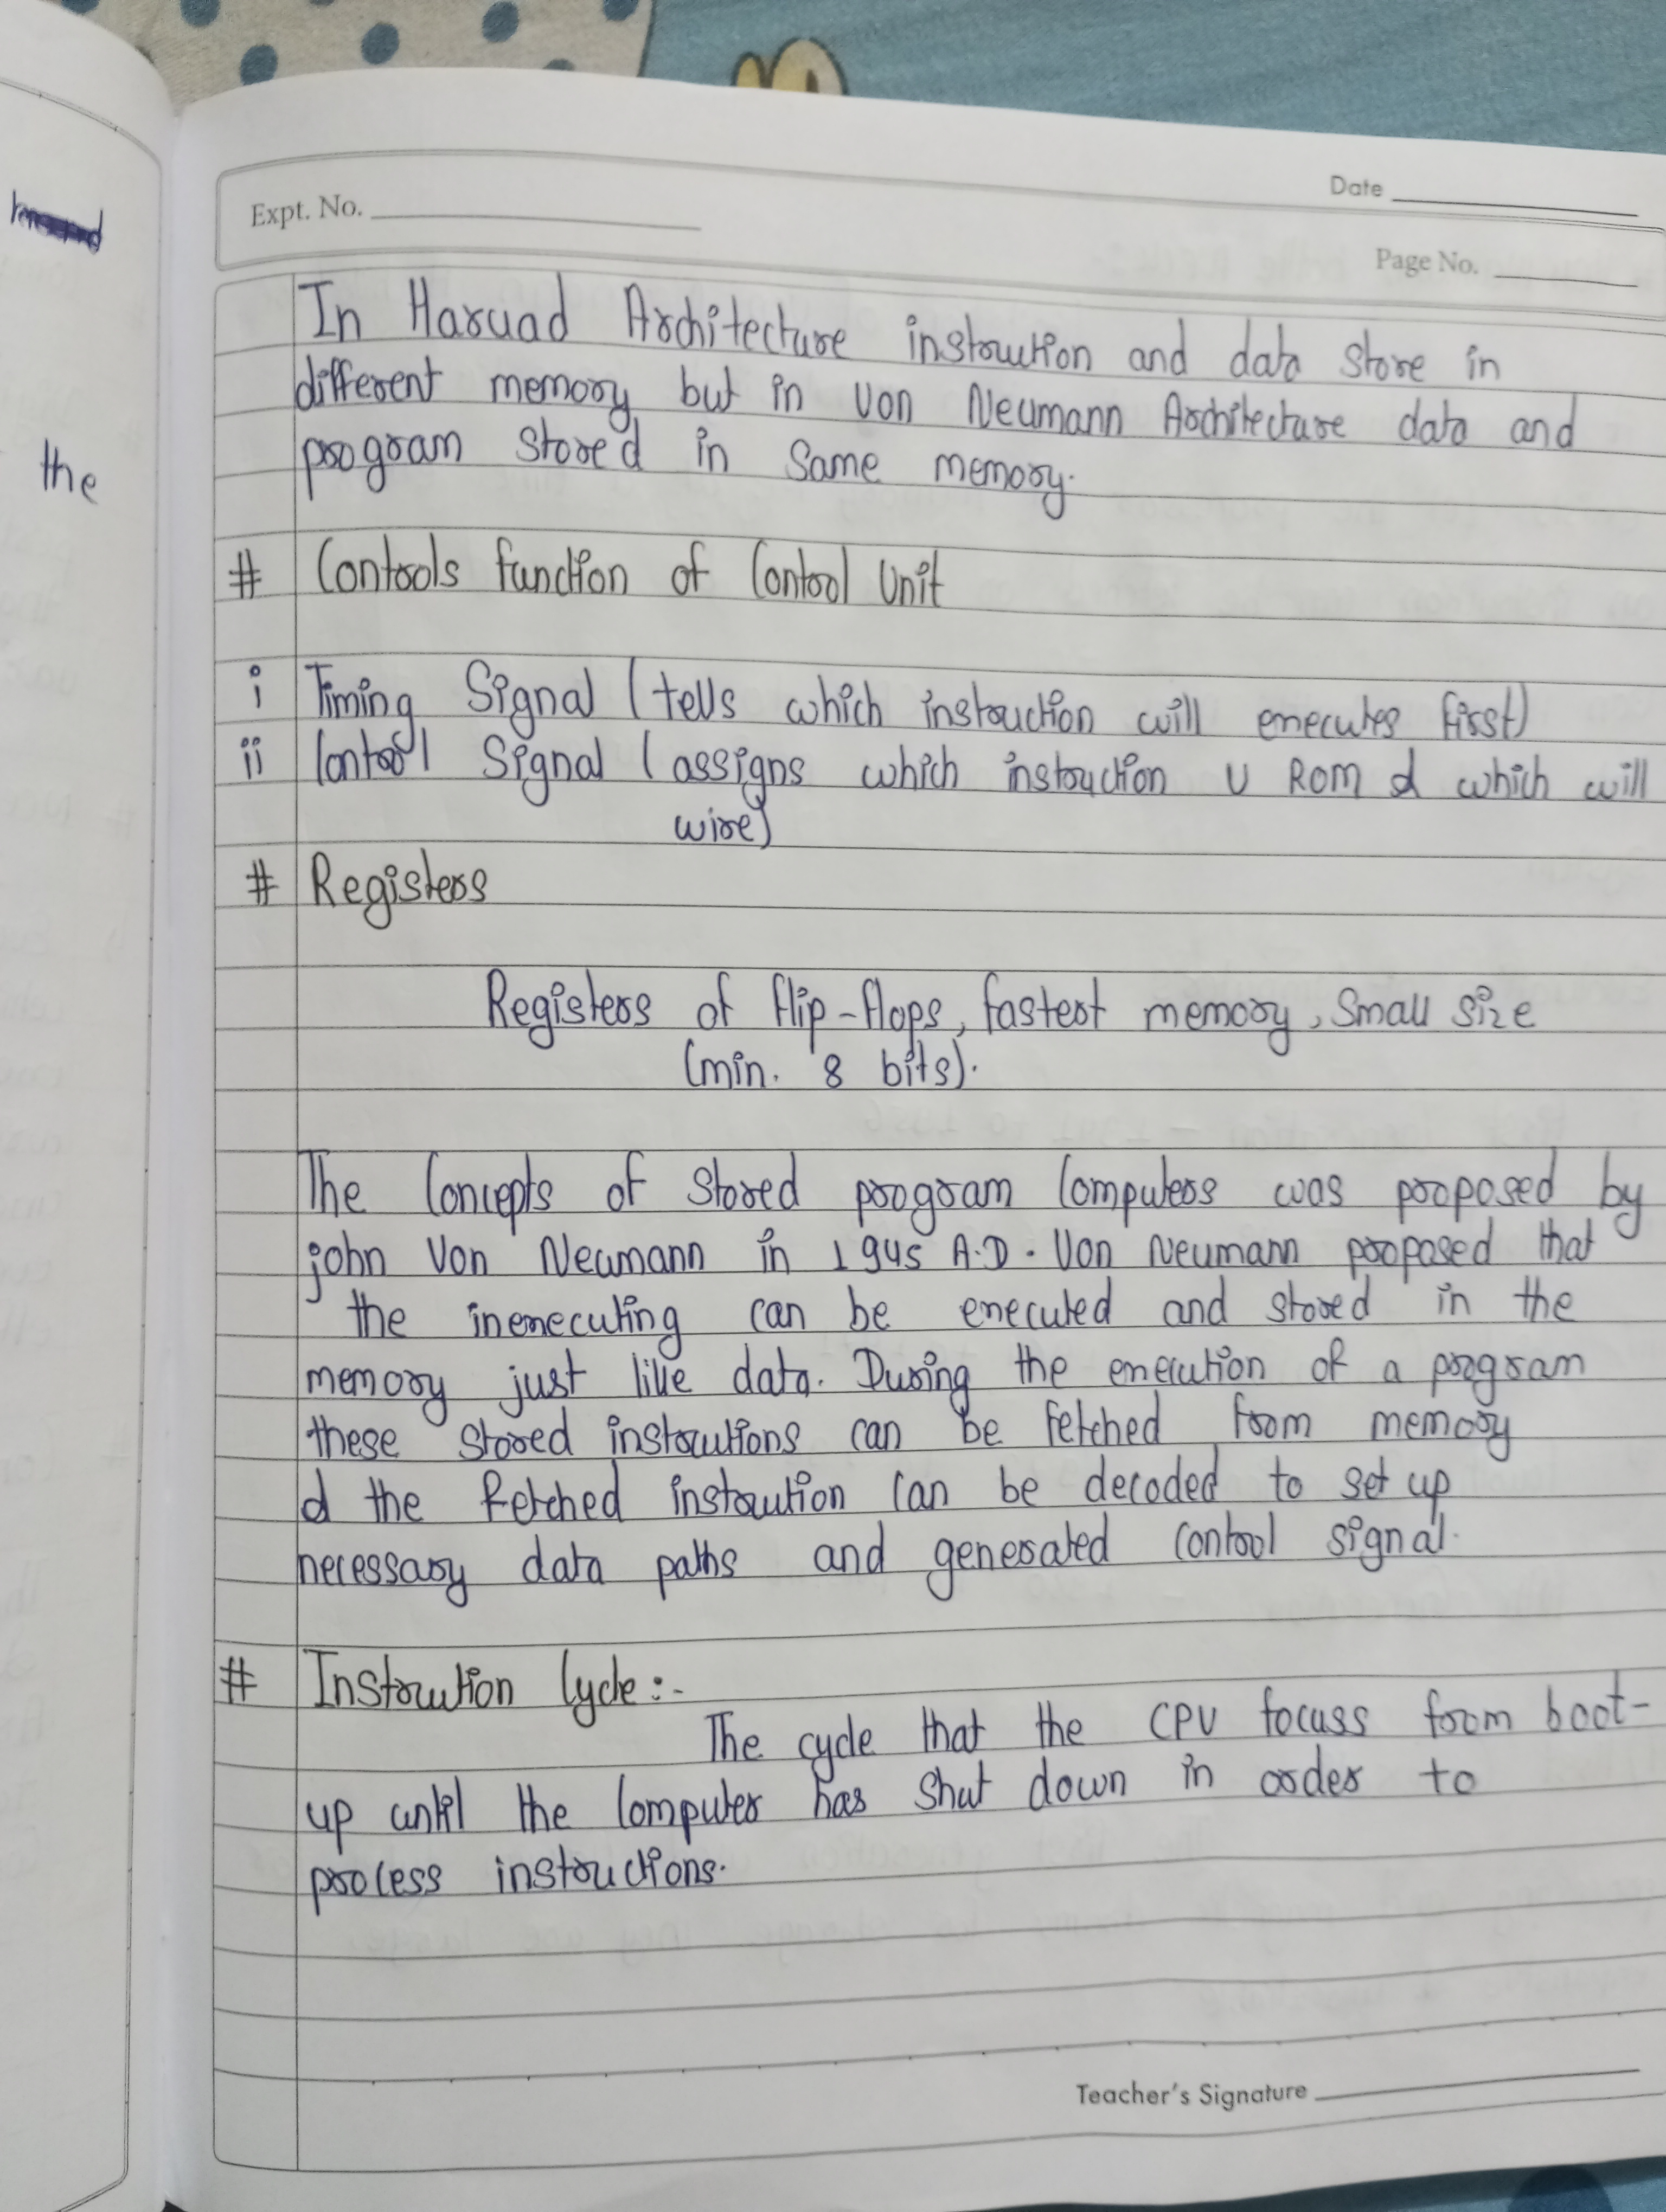 the
Expt. No.
Date
Page No.
In Harvad Architecture instruction and data store in
different memory but in Von Neumann Architecture data and
program stored in same memory.
# Controls function of Control Unit
i Timing Signal (tells which instruction will executes first)
ii Control Signal (assigns which instruction U ROM & which will
wire)
# Registers
Registers of flip-flops, fastest memory, small size
(min. 8 bits).
The Concepts of stored program Computers was proposed by
john Von Neumann in 1945 A.D. Von Neumann proposed that
the inexecuting can be executed and stored in the
memory just like data. During the execution of a program
these stored instructions can be fetched from memory
& the fetched instruction can be decoded to set up
necessary data paths and generated control signal.
# Instruction Cycle:-
The cycle that the CPU focuss from boot-
up until the Computer has shut down in order to
process instructions.
Teacher's Signature